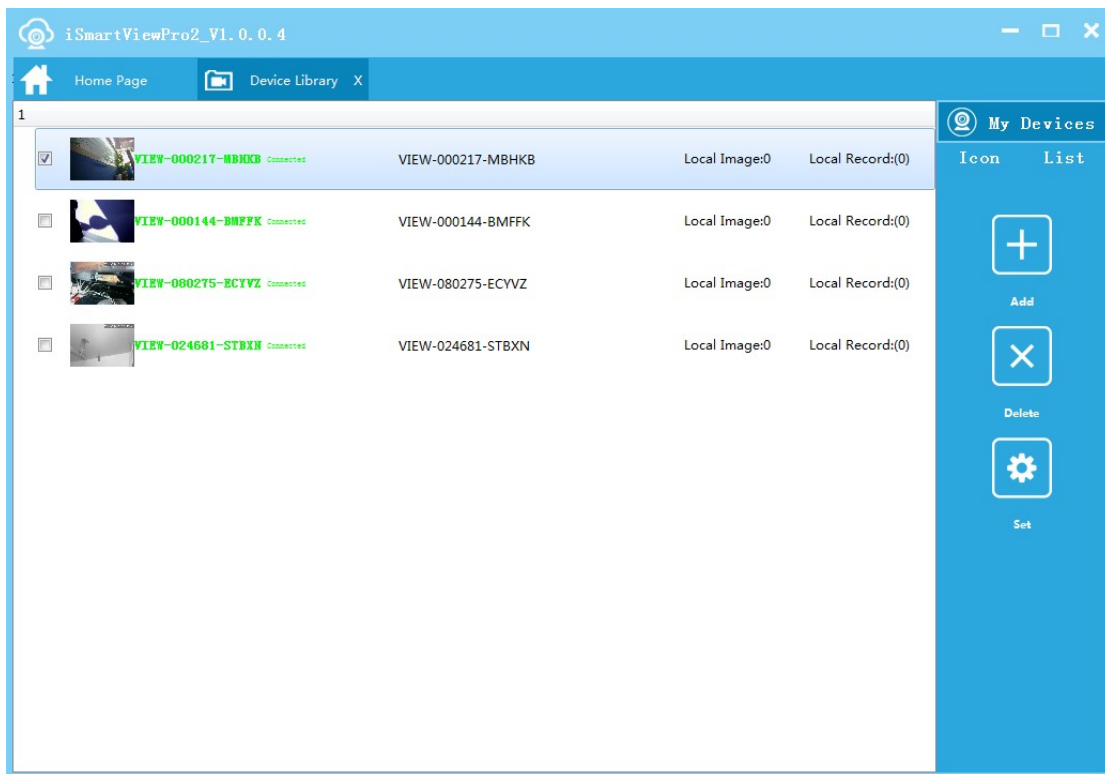 iSmartViewPro2_V1.0.0.4
Home Page Device Library X
1
VIEW-000217-MBHKB Connected VIEW-000217-MBHKB Local Image:0 Local Record:(0)
VIEW-000144-BMFFK Connected VIEW-000144-BMFFK Local Image:0 Local Record:(0)
VIEW-080275-ECYVZ Connected VIEW-080275-ECYVZ Local Image:0 Local Record:(0)
VIEW-024681-STBXN Connected VIEW-024681-STBXN Local Image:0 Local Record:(0)
My Devices
Icon List
Add
Delete
Set